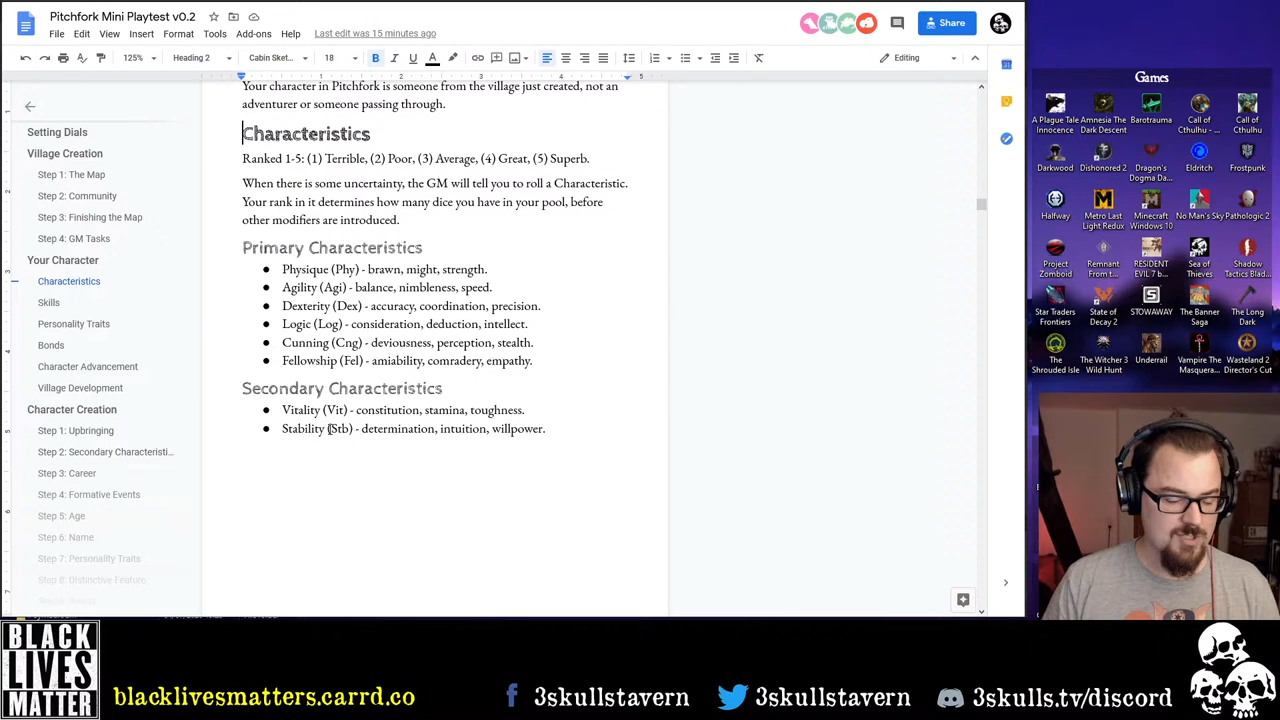 Pitchfork Mini Playtest v0.2
File Edit View Insert Format Tools Add-ons Help Last edit was 15 minutes ago
Share
125% Heading 2 Cabin Sket... 18 Editing
1 2 3 4 5
Setting Dials
Village Creation
Step 1: The Map
Step 2: Community
Step 3: Finishing the Map
Step 4: GM Tasks
Your Character
Characteristics
Skills
Personality Traits
Bonds
Character Advancement
Village Development
Character Creation
Step 1: Upbringing
Step 2: Secondary Characteristi...
Step 3: Career
Step 4: Formative Events
Step 5: Age
Step 6: Name
Step 7: Personality Traits
Step 8: Distinctive Feature
Your character in Pitchfork is someone from the village just created, not an
adventurer or someone passing through.
Characteristics
Ranked 1-5: (1) Terrible, (2) Poor, (3) Average, (4) Great, (5) Superb.
When there is some uncertainty, the GM will tell you to roll a Characteristic.
Your rank in it determines how many dice you have in your pool, before
other modifiers are introduced.
Primary Characteristics
● Physique (Phy) - brawn, might, strength.
● Agility (Agi) - balance, nimbleness, speed.
● Dexterity (Dex) - accuracy, coordination, precision.
● Logic (Log) - consideration, deduction, intellect.
● Cunning (Cng) - deviousness, perception, stealth.
● Fellowship (Fel) - amiability, comradery, empathy.
Secondary Characteristics
● Vitality (Vit) - constitution, stamina, toughness.
● Stability (Stb) - determination, intuition, willpower.
Games
A Plague Tale Innocence
Amnesia The Dark Descent
Barotrauma
Call of Cthulhu - ...
Call of Cthulhu
Darkwood
Dishonored 2
Dragon's Dogma Da...
Eldritch
Frostpunk
Halfway
Metro Last Light Redux
Minecraft Windows 10
No Man's Sky
Pathologic 2
Project Zomboid
Remnant From t...
RESIDENT EVIL 7 b...
Sea of Thieves
Shadow Tactics Blad...
Star Traders Frontiers
State of Decay 2
STOWAWAY
The Banner Saga
The Long Dark
The Shrouded Isle
The Witcher 3 Wild Hunt
Underrail
Vampire The Masquerade
Wasteland 2 Director's Cut
BLACK
LIVES
MATTER
blacklivesmatters.carrd.co 3skullstavern 3skullstavern 3skulls.tv/discord